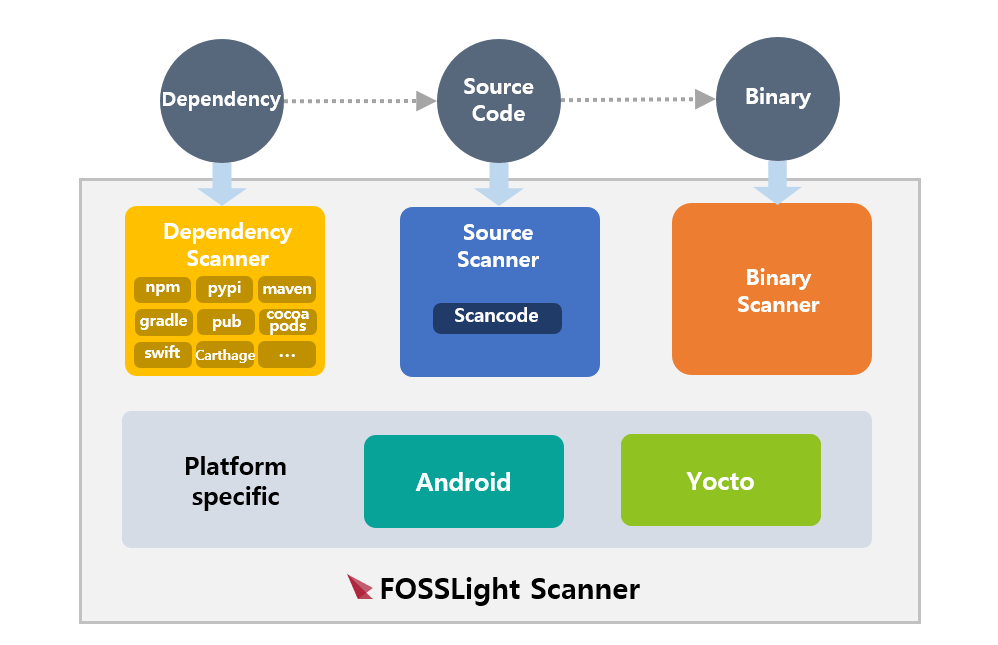 Dependency
Source
Code
Binary
Dependency
Scanner
npm
pypi
maven
gradle
pub
cocoa
pods
swift
Carthage
...
Source
Scanner
Scancode
Binary
Scanner
Platform
specific
Android
Yocto
FOSSLight Scanner